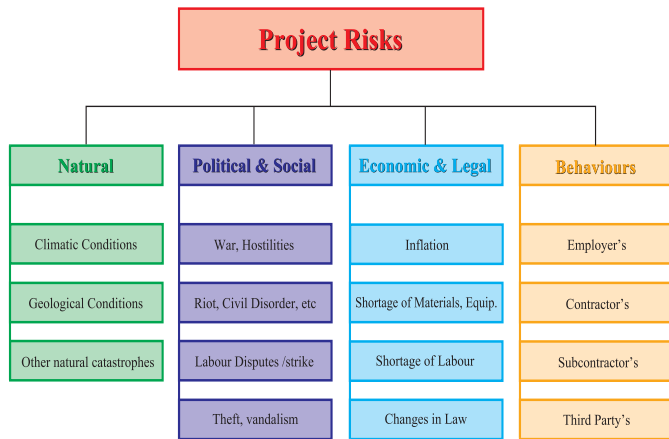 Project Risks
Natural
Political & Social
Economic & Legal
Behaviours
Climatic Conditions
War, Hostilities
Inflation
Employer’s
Geological Conditions
Riot, Civil Disorder, etc
Shortage of Materials, Equip.
Contractor’s
Other natural catastrophes
Labour Disputes /strike
Shortage of Labour
Subcontractor’s
Theft, vandalism
Changes in Law
Third Party’s